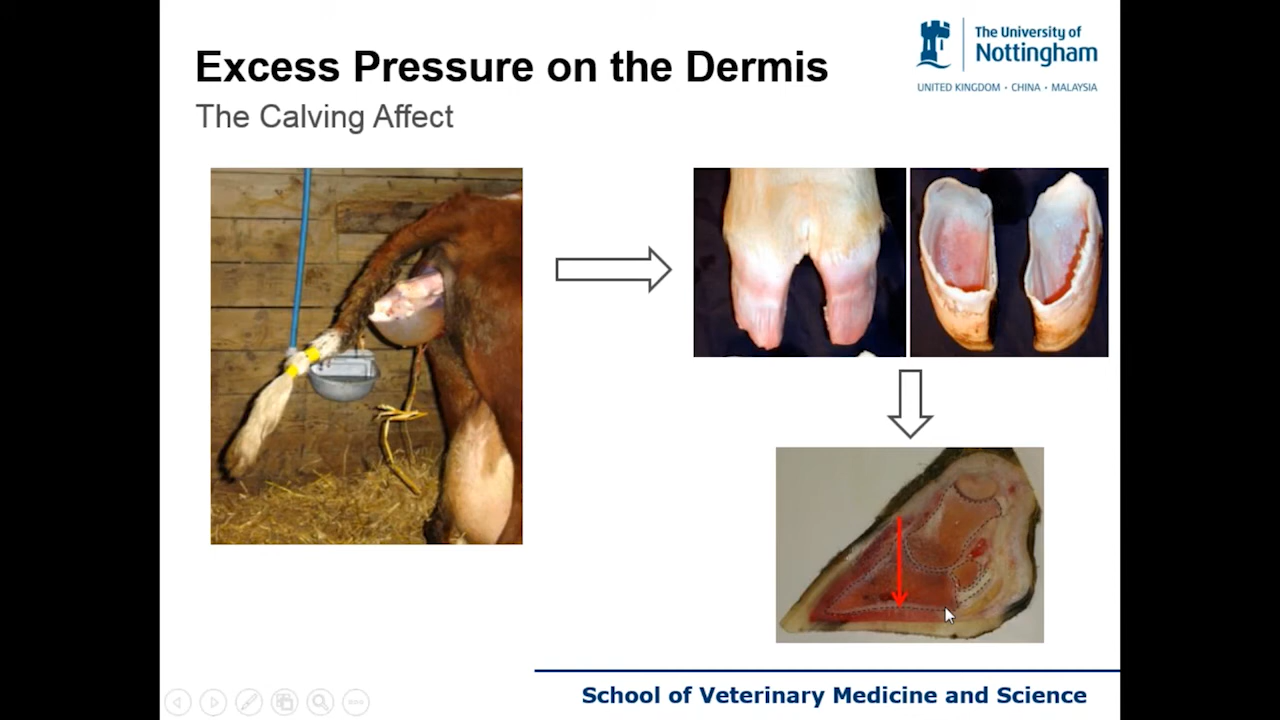 Excess Pressure on the Dermis
The Calving Affect
The University of
Nottingham
UNITED KINGDOM · CHINA · MALAYSIA
School of Veterinary Medicine and Science